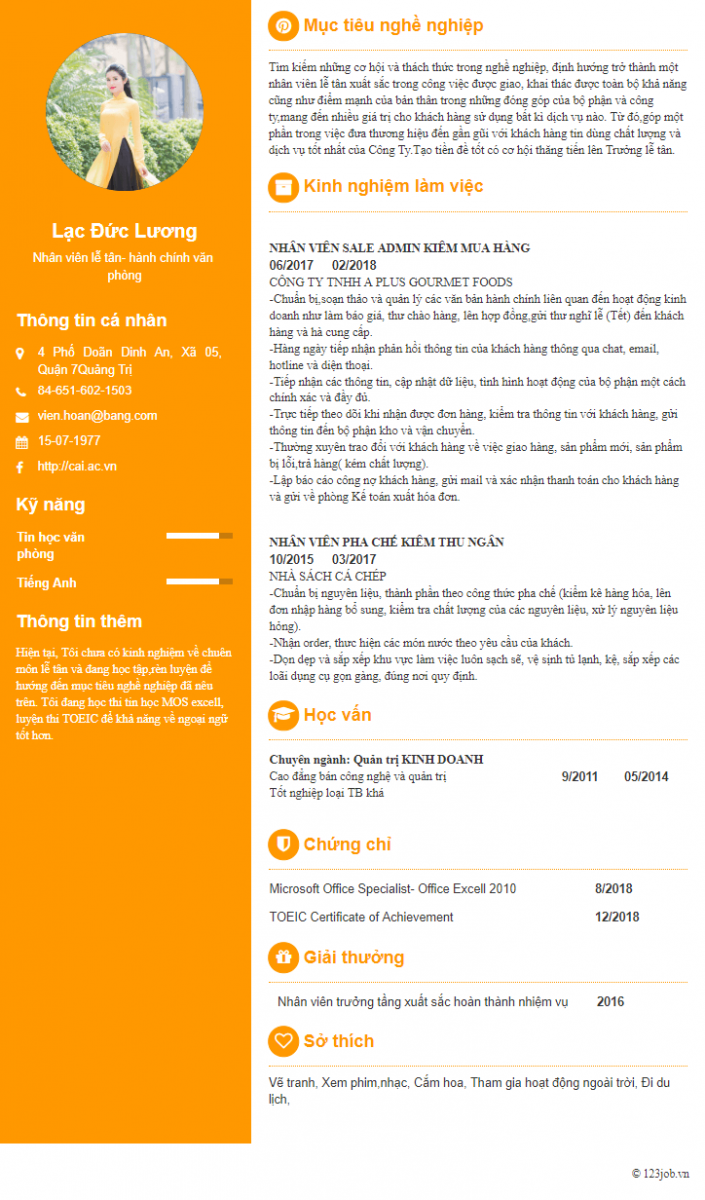 Lạc Đức Lương
Nhân viên lễ tân- hành chính văn
phòng
Thông tin cá nhân
4 Phố Doãn Dinh An, Xã 05,
Quận 7Quảng Trị
84-651-602-1503
vien.hoan@bang.com
15-07-1977
http://cai.ac.vn
Kỹ năng
Tin học văn
phòng
Tiếng Anh
Thông tin thêm
Hiện tại, Tôi chưa có kinh nghiệm về chuên
môn lễ tân và đang học tập,rèn luyện để
hướng đến mục tiêu nghề nghiệp đã nêu
trên. Tôi đang học thi tin học MOS excell,
luyện thi TOEIC để khả năng về ngoại ngữ
tốt hơn.
Mục tiêu nghề nghiệp
Tìm kiếm những cơ hội và thách thức trong nghề nghiệp, định hướng trở thành một
nhân viên lễ tân xuất sắc trong công việc được giao, khai thác được toàn bộ khả năng
cũng như điểm mạnh của bản thân trong những đóng góp của bộ phận và công
ty,mang đến nhiều giá trị cho khách hàng sử dụng bất kì dịch vụ nào. Từ đó,góp một
phần trong việc đưa thương hiệu đến gần gũi với khách hàng tin dùng chất lượng và
dịch vụ tốt nhất của Công Ty.Tạo tiền đề tốt có cơ hội thăng tiến lên Trưởng lễ tân.
Kinh nghiệm làm việc
NHÂN VIÊN SALE ADMIN KIÊM MUA HÀNG
06/2017 02/2018
CÔNG TY TNHH A PLUS GOURMET FOODS
-Chuẩn bị,soạn thảo và quản lý các văn bản hành chính liên quan đến hoạt động kinh
doanh như làm báo giá, thư chào hàng, lên hợp đồng,gửi thư nghĩ lễ (Tết) đến khách
hàng và hà cung cấp.
-Hàng ngày tiếp nhận phản hồi thông tin của khách hàng thông qua chat, email,
hotline và điện thoại.
-Tiếp nhận các thông tin, cập nhật dữ liệu, tình hình hoạt động của bộ phận một cách
chính xác và đầy đủ.
-Trực tiếp theo dõi khi nhận được đơn hàng, kiểm tra thông tin với khách hàng, gửi
thông tin đến bộ phận kho và vận chuyển.
-Thường xuyên trao đổi với khách hàng về việc giao hàng, sản phẩm mới, sản phẩm
bị lỗi,trả hàng( kém chất lượng).
-Lập báo cáo công nợ khách hàng, gửi mail và xác nhận thanh toán cho khách hàng
và gửi về phòng Kế toán xuất hóa đơn.
NHÂN VIÊN PHA CHẾ KIÊM THU NGÂN
10/2015 03/2017
NHÀ SÁCH CÁ CHÉP
-Chuẩn bị nguyên liệu, thành phần theo công thức pha chế (kiểm kê hàng hóa, lên
đơn nhập hàng bổ sung, kiểm tra chất lượng của các nguyên liệu, xử lý nguyên liệu
hỏng).
-Nhận order, thực hiện các món nước theo yêu cầu của khách.
-Dọn dẹp và sắp xếp khu vực làm việc luôn sạch sẽ, vệ sinh tủ lạnh, kệ, sắp xếp các
loãi dụng cụ gọn gàng, đúng nơi quy định.
Học vấn
Chuyên ngành: Quản trị KINH DOANH
Cao đẳng bán công nghệ và quản trị 9/2011 05/2014
Tốt nghiệp loại TB khá
Chứng chỉ
Microsoft Office Specialist- Office Excell 2010 8/2018
TOEIC Certificate of Achievement 12/2018
Giải thưởng
Nhân viên trưởng tầng xuất sắc hoàn thành nhiệm vụ 2016
Sở thích
Vẽ tranh, Xem phim,nhạc, Cắm hoa, Tham gia hoạt động ngoài trời, Đi du
lịch,
© 123job.vn